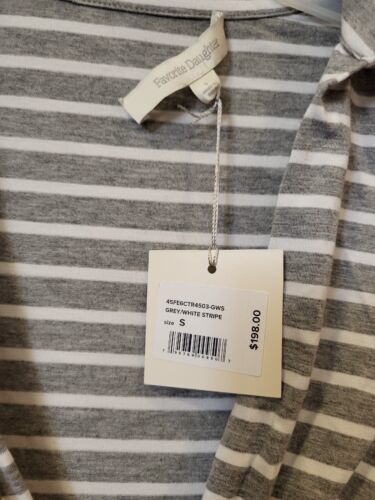 Favorite Daughter
45FE6CTR4503-GWS
GREY/WHITE STRIPE
size S
$198.00